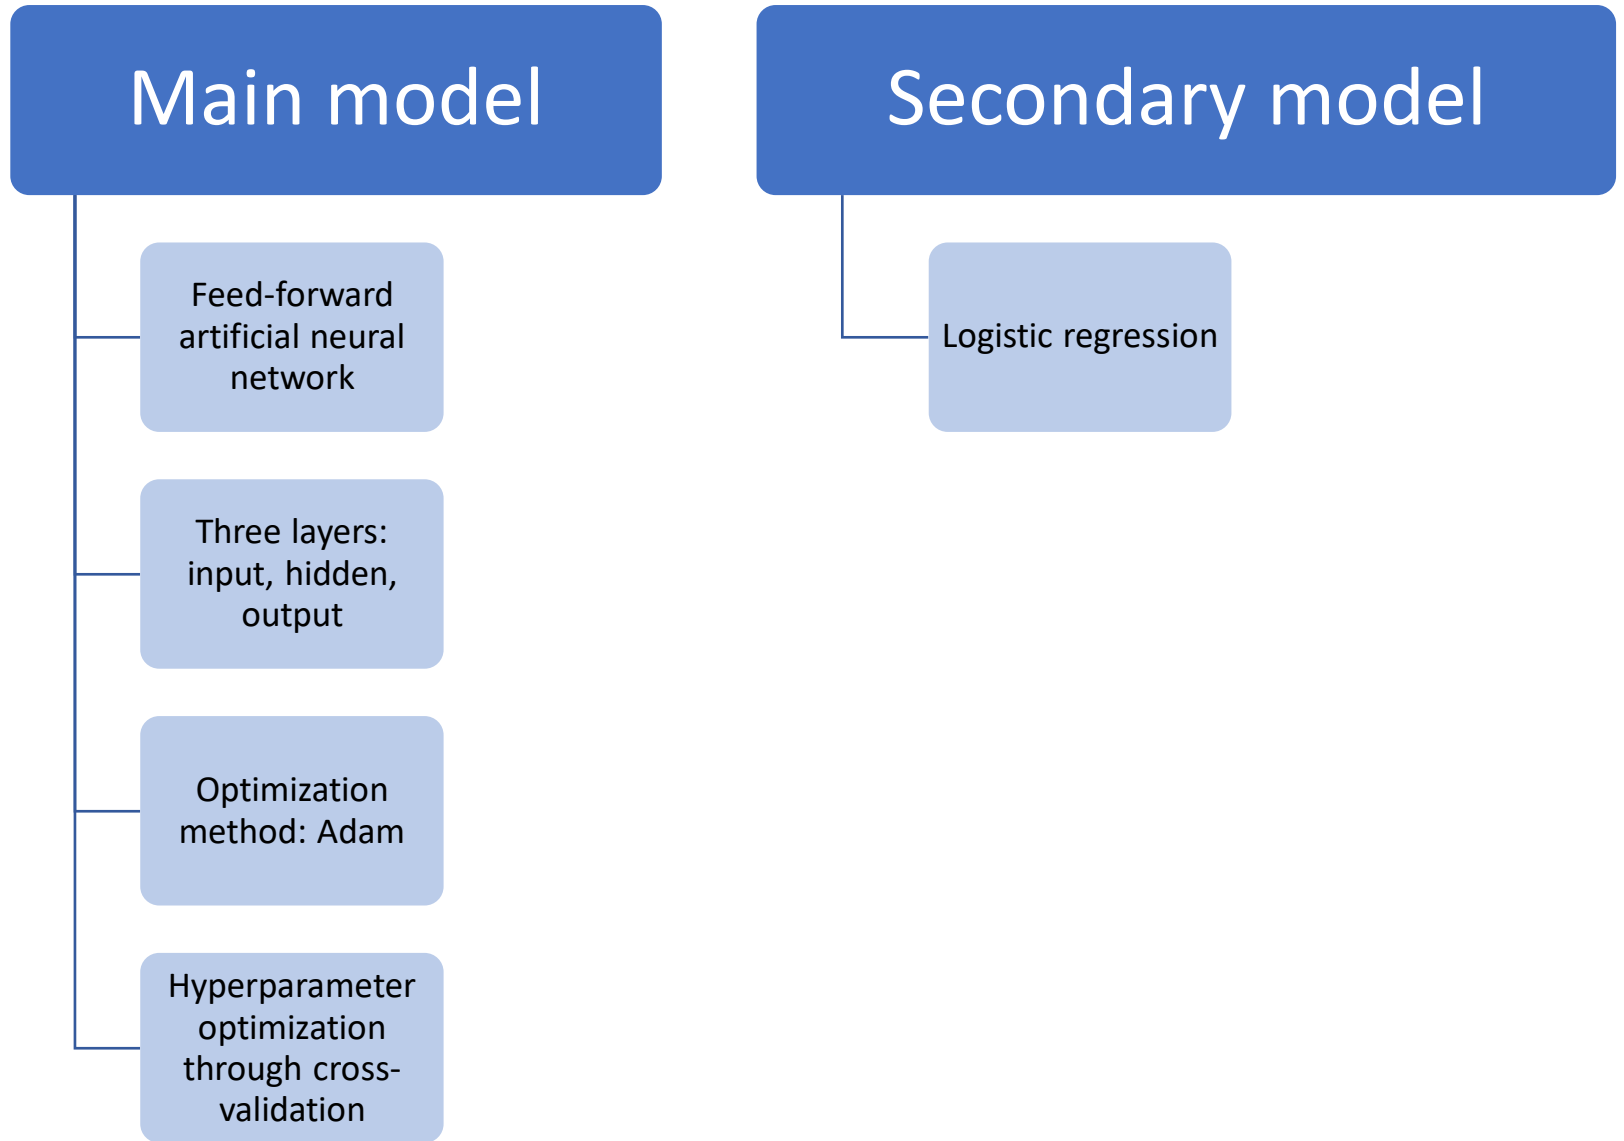 Main model
Feed-forward
artificial neural
network
Three layers:
input, hidden,
output
Optimization
method: Adam
Hyperparameter
optimization
through cross-
validation
Secondary model
Logistic regression